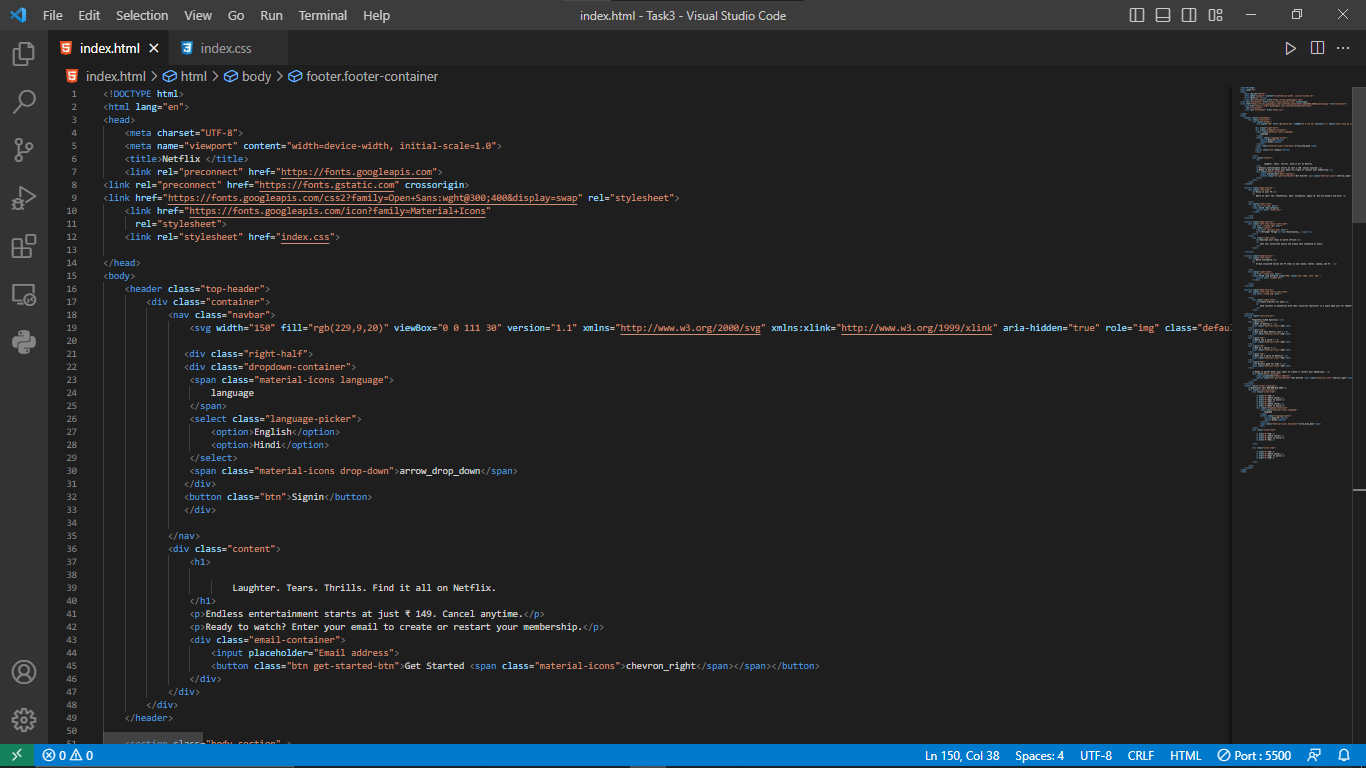 File Edit Selection View Go Run Terminal Help index.html - Task3 - Visual Studio Code
index.html index.css
index.html > html > body > footer.footer-container
1 <!DOCTYPE html>
2 <html lang="en">
3 <head>
4 <meta charset="UTF-8">
5 <meta name="viewport" content="width=device-width, initial-scale=1.0">
6 <title>Netflix </title>
7 <link rel="preconnect" href="https://fonts.googleapis.com">
8 <link rel="preconnect" href="https://fonts.gstatic.com" crossorigin>
9 <link href="https://fonts.googleapis.com/css2?family=Open+Sans:wght@300;400&display=swap" rel="stylesheet">
10 <link href="https://fonts.googleapis.com/icon?family=Material+Icons"
11 rel="stylesheet">
12 <link rel="stylesheet" href="index.css">
13
14 </head>
15 <body>
16 <header class="top-header">
17 <div class="container">
18 <nav class="navbar">
19 <svg width="150" fill="rgb(229,9,20)" viewBox="0 0 111 30" version="1.1" xmlns="http://www.w3.org/2000/svg" xmlns:xlink="http://www.w3.org/1999/xlink" aria-hidden="true" role="img" class="defau
20
21 <div class="right-half">
22 <div class="dropdown-container">
23 <span class="material-icons language">
24 language
25 </span>
26 <select class="language-picker">
27 <option>English</option>
28 <option>Hindi</option>
29 </select>
30 <span class="material-icons drop-down">arrow_drop_down</span>
31 </div>
32 <button class="btn">Signin</button>
33 </div>
34
35 </nav>
36 <div class="content">
37 <h1>
38
39 Laughter. Tears. Thrills. Find it all on Netflix.
40 </h1>
41 <p>Endless entertainment starts at just ₹ 149. Cancel anytime.</p>
42 <p>Ready to watch? Enter your email to create or restart your membership.</p>
43 <div class="email-container">
44 <input placeholder="Email address">
45 <button class="btn get-started-btn">Get Started <span class="material-icons">chevron_right</span></span></button>
46 </div>
47 </div>
48 </div>
49 </header>
50
51 <section class="body-section" >
0 0 Ln 150, Col 38 Spaces: 4 UTF-8 CRLF HTML Port : 5500